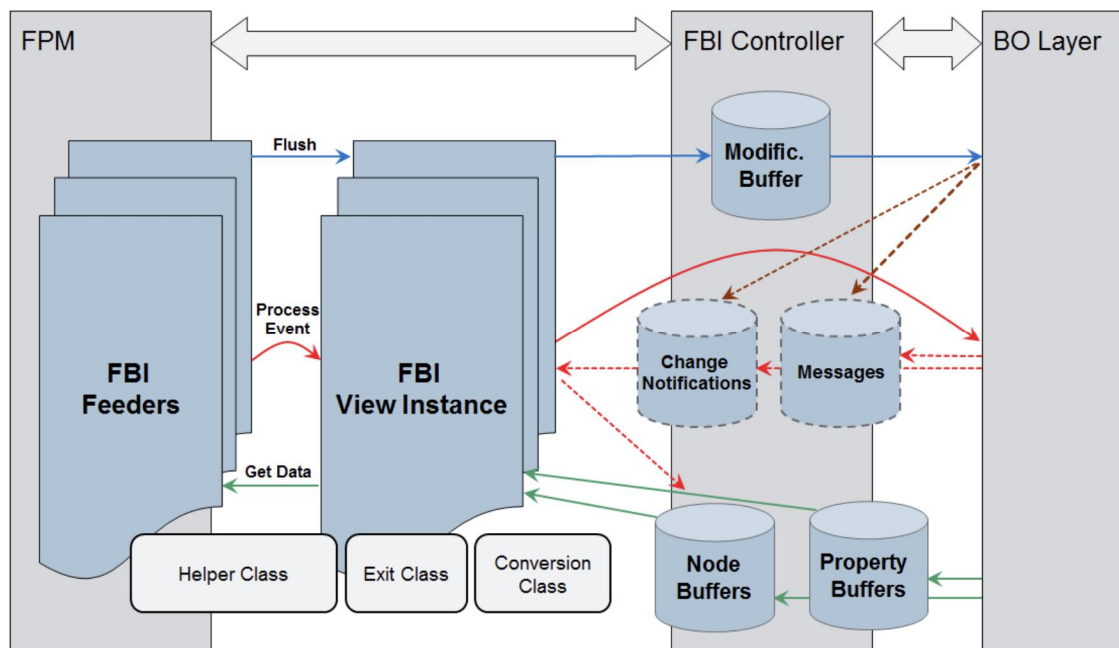 FPM
FBI Controller
BO Layer
Flush
Modific.
Buffer
Process
Event
FBI
Feeders
FBI
View Instance
Change
Notifications
Messages
Get Data
Helper Class
Exit Class
Conversion
Class
Node
Buffers
Property
Buffers